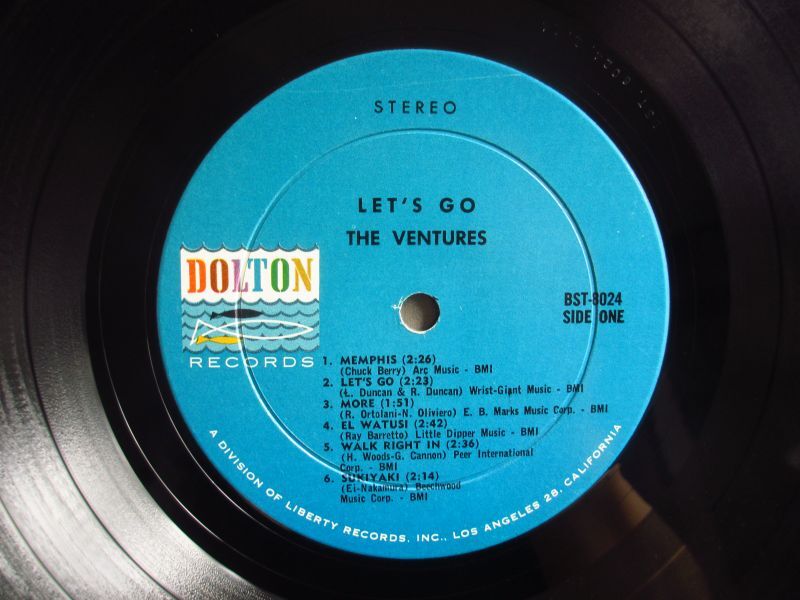 STEREO
LET'S GO
THE VENTURES
DOLTON
RECORDS
BST-8024
SIDE ONE
1. MEMPHIS (2:26)
(Chuck Berry) Arc Music - BMI
2. LET'S GO (2:23)
(L. Duncan & R. Duncan) Wrist-Giant Music - BMI
3. MORE (1:51)
(R. Ortolani-N. Oliviero) E. B. Marks Music Corp. - BMI
4. EL WATUSI (2:42)
(Ray Barretto) Little Dipper Music - BMI
5. WALK RIGHT IN (2:36)
(H. Woods-G. Cannon) Peer International
Corp. - BMI
6. SUKIYAKI (2:14)
(Ei-Nakamura) Beechwood
Music Corp. - BMI
A DIVISION OF LIBERTY RECORDS, INC., LOS ANGELES 28, CALIFORNIA